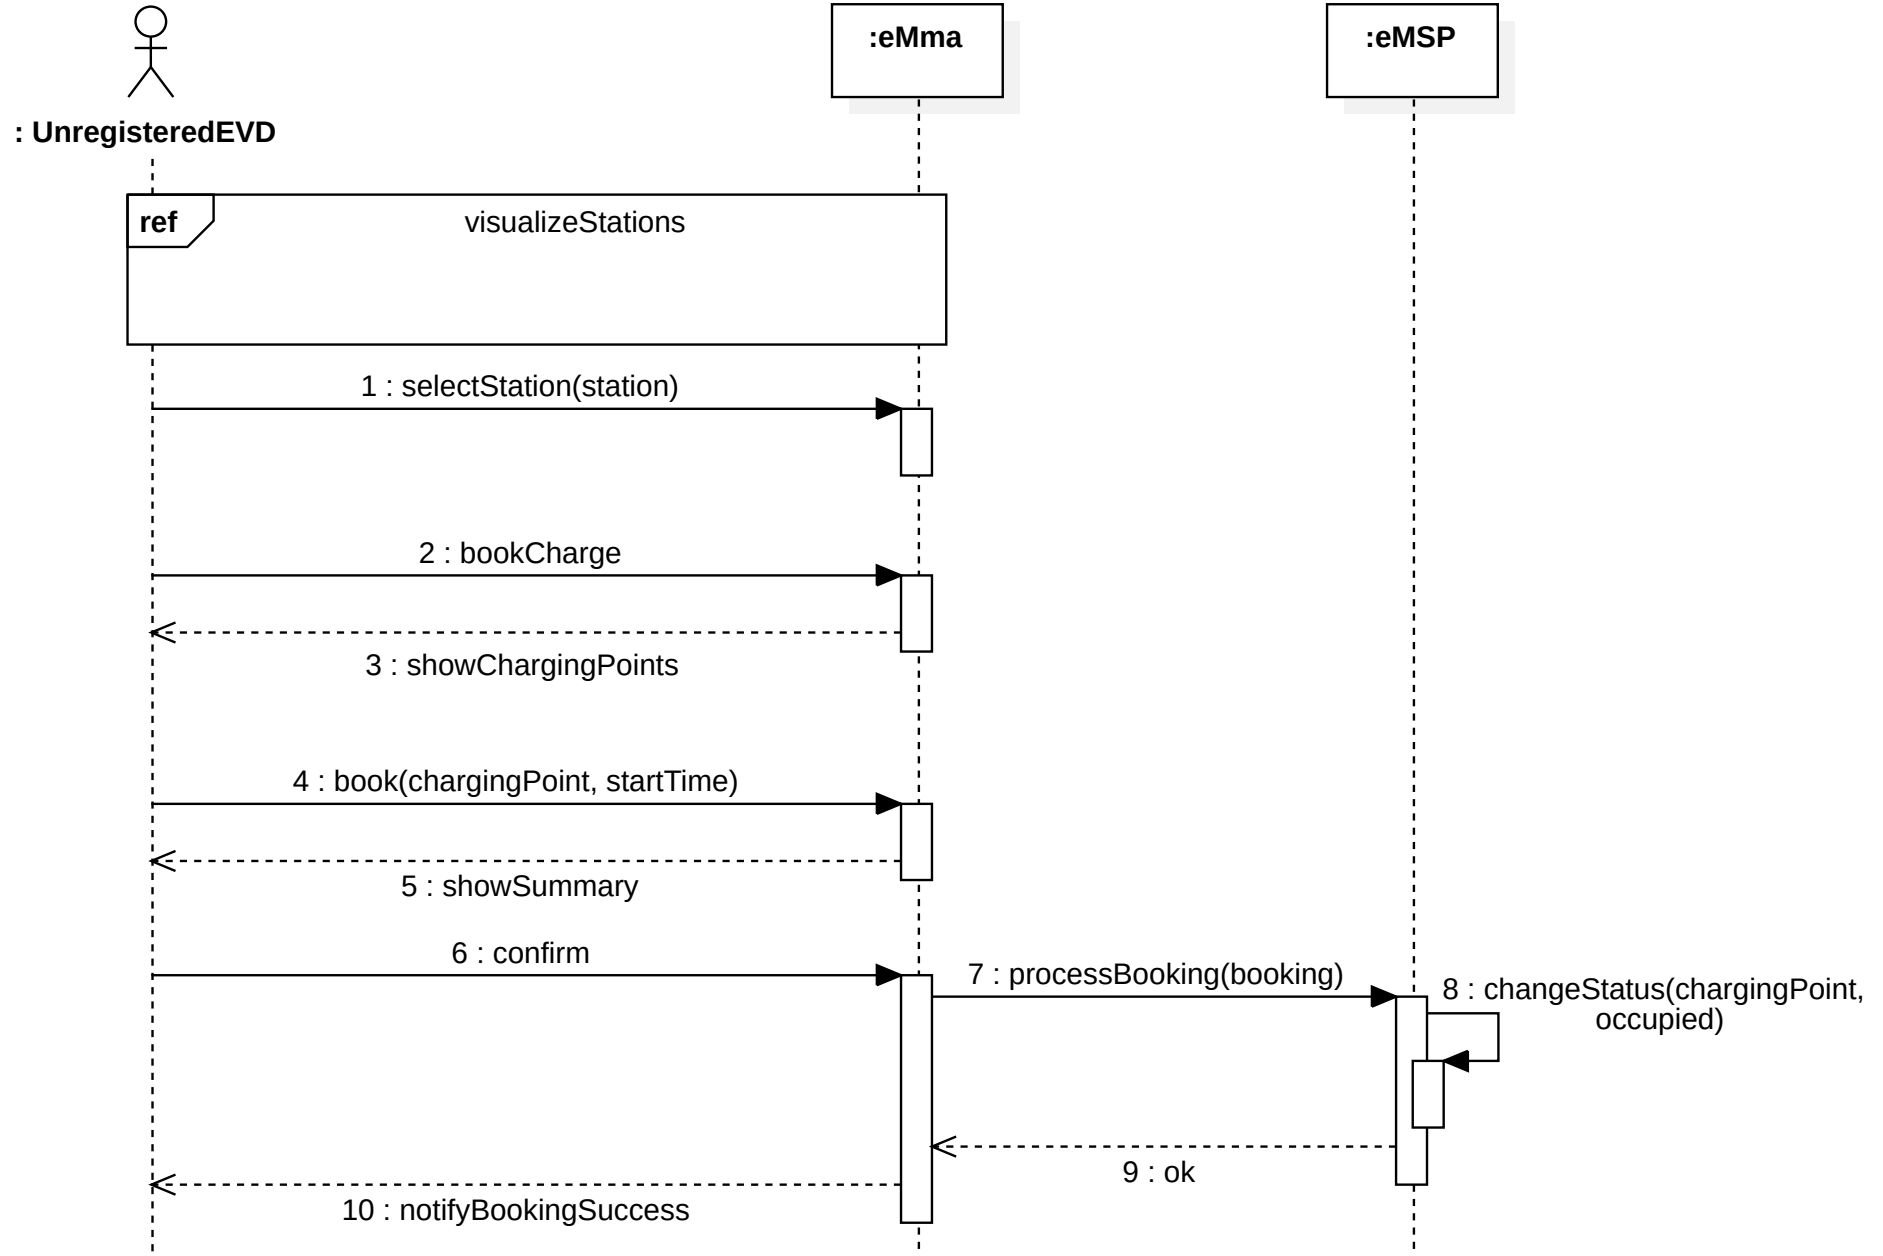 :eMma
:eMSP
: UnregisteredEVD
ref
visualizeStations
1 : selectStation(station)
2 : bookCharge
3 : showChargingPoints
4 : book(chargingPoint, startTime)
5 : showSummary
6 : confirm
7 : processBooking(booking)
8 : changeStatus(chargingPoint,
occupied)
9 : ok
10 : notifyBookingSuccess